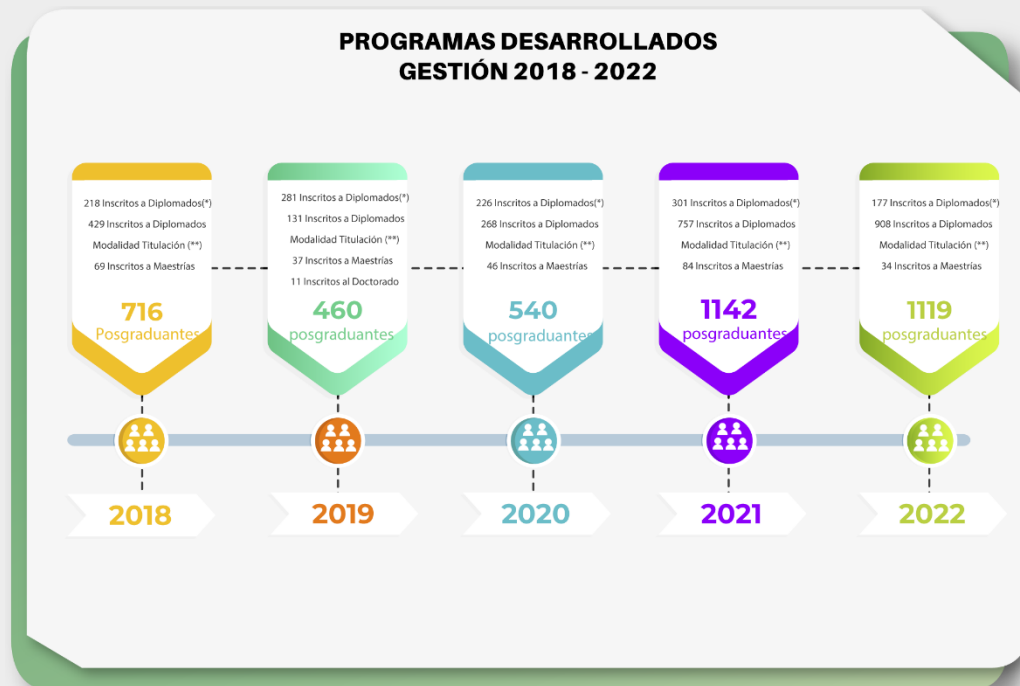 PROGRAMAS DESARROLLADOS
GESTIÓN 2018 - 2022
218 Inscritos a Diplomados(*)
429 Inscritos a Diplomados
Modalidad Titulación (**)
69 Inscritos a Maestrías
716
Posgraduantes
281 Inscritos a Diplomados(*)
131 Inscritos a Diplomados
Modalidad Titulación (**)
37 Inscritos a Maestrías
11 Inscritos al Doctorado
460
posgraduantes
226 Inscritos a Diplomados(*)
268 Inscritos a Diplomados
Modalidad Titulación (**)
46 Inscritos a Maestrías
540
posgraduantes
301 Inscritos a Diplomados(*)
757 Inscritos a Diplomados
Modalidad Titulación (**)
84 Inscritos a Maestrías
1142
posgraduantes
177 Inscritos a Diplomados(*)
908 Inscritos a Diplomados
Modalidad Titulación (**)
34 Inscritos a Maestrías
1119
posgraduantes
2018
2019
2020
2021
2022